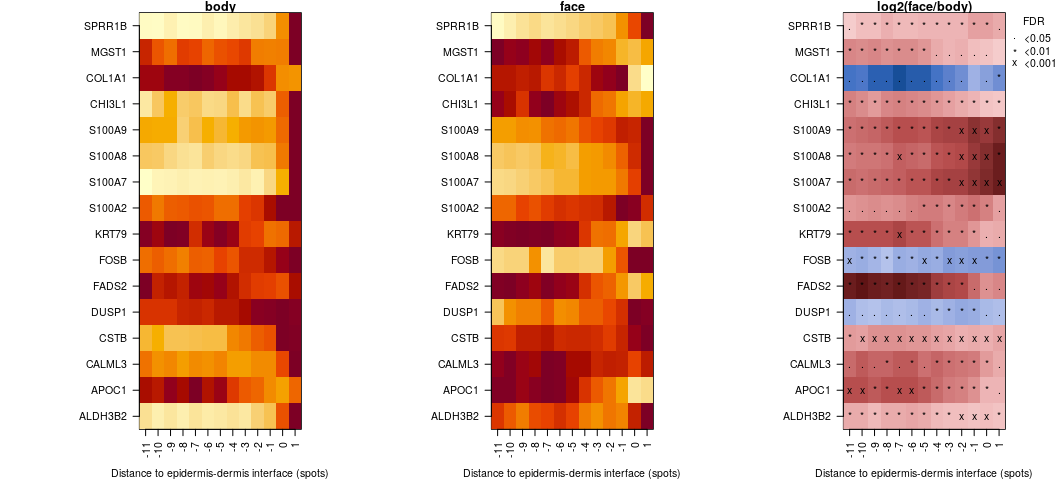 body
SPRR1B
MGST1
COL1A1
CHI3L1
S100A9
S100A8
S100A7
S100A2
KRT79
FOSB
FADS2
DUSP1
CSTB
CALML3
APOC1
ALDH3B2
-11 -10 -9 -8 -7 -6 -5 -4 -3 -2 -1 0 1
Distance to epidermis-dermis interface (spots)
face
SPRR1B
MGST1
COL1A1
CHI3L1
S100A9
S100A8
S100A7
S100A2
KRT79
FOSB
FADS2
DUSP1
CSTB
CALML3
APOC1
ALDH3B2
-11 -10 -9 -8 -7 -6 -5 -4 -3 -2 -1 0 1
Distance to epidermis-dermis interface (spots)
log2(face/body)
SPRR1B
MGST1
COL1A1
CHI3L1
S100A9
S100A8
S100A7
S100A2
KRT79
FOSB
FADS2
DUSP1
CSTB
CALML3
APOC1
ALDH3B2
-11 -10 -9 -8 -7 -6 -5 -4 -3 -2 -1 0 1
Distance to epidermis-dermis interface (spots)
FDR
· <0.05
* <0.01
x <0.001